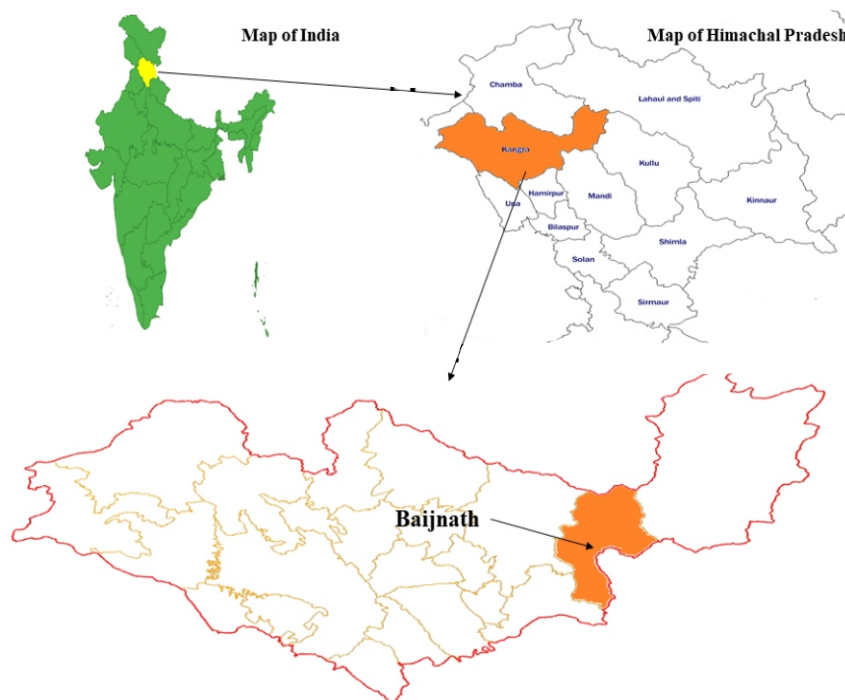 Map of India
Map of Himachal Pradesh
Chamba
Lahaul and Spiti
Kangra
Kullu
Hamirpur
Mandi
Una
Kinnaur
Bilaspur
Shimla
Solan
Sirmaur
Baijnath